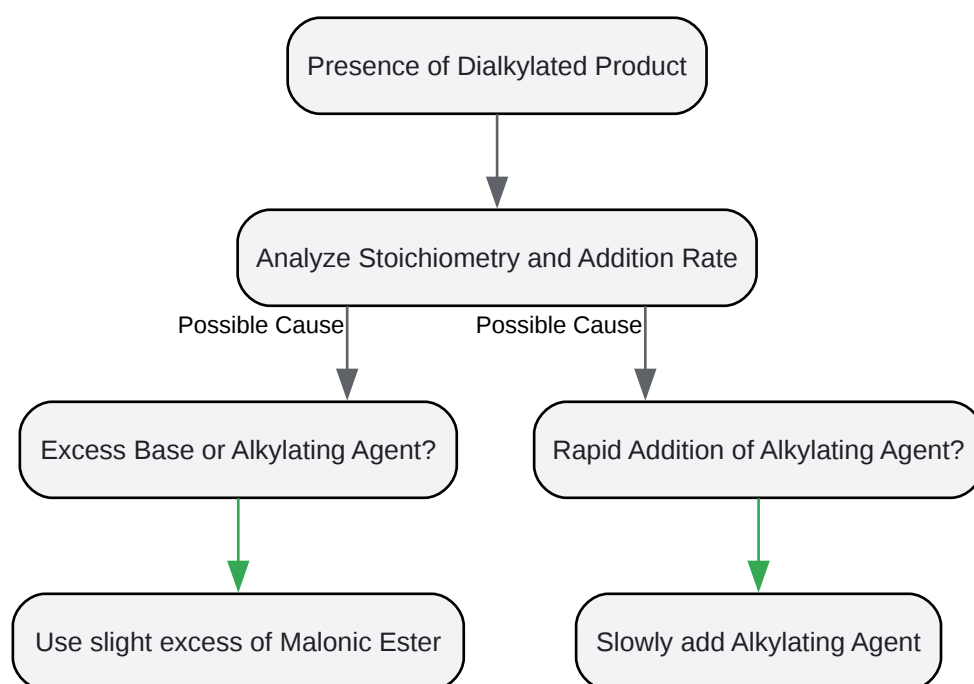 Presence of Dialkylated Product
Analyze Stoichiometry and Addition Rate
Possible Cause
Possible Cause
Excess Base or Alkylating Agent?
Rapid Addition of Alkylating Agent?
Use slight excess of Malonic Ester
Slowly add Alkylating Agent